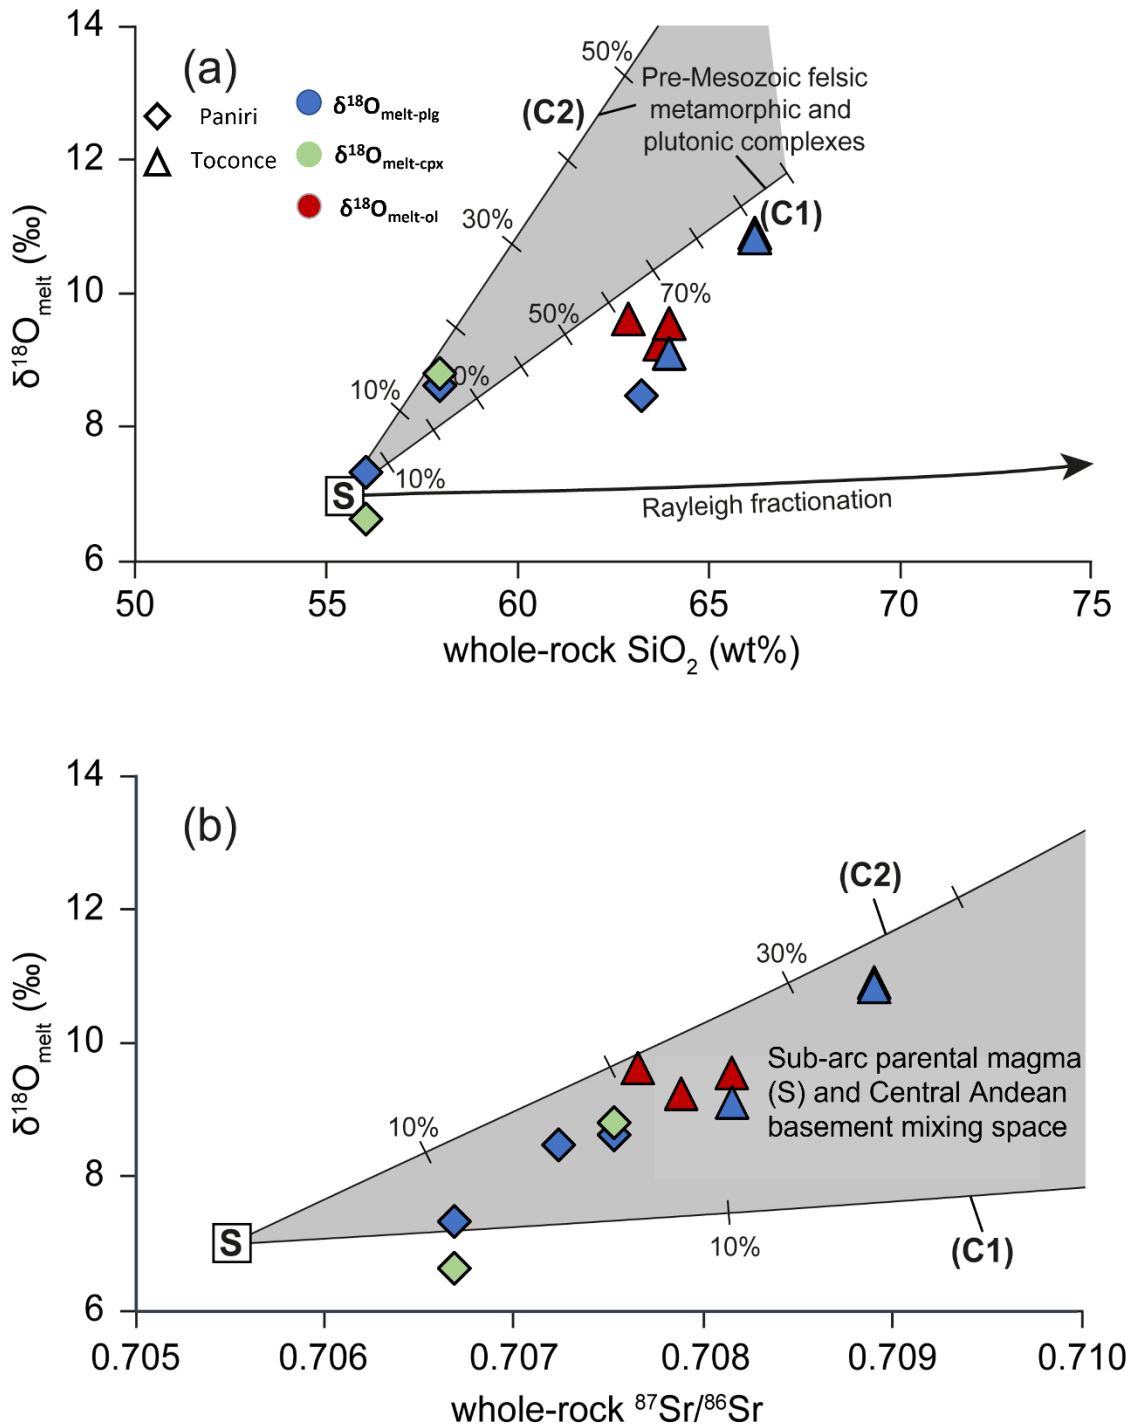 14
12
10
8
6
δ¹⁸Omelt (‰)
(a)
Paniri
Toconce
δ¹⁸Omelt-plg
δ¹⁸Omelt-cpx
δ¹⁸Omelt-ol
50%
(C2)
Pre-Mesozoic felsic
metamorphic and
plutonic complexes
30%
(C1)
70%
50%
10%
0%
10%
S
Rayleigh fractionation
50
55
60
65
70
75
whole-rock SiO₂ (wt%)
14
12
10
8
6
δ¹⁸Omelt (‰)
(b)
(C2)
30%
10%
Sub-arc parental magma
(S) and Central Andean
basement mixing space
S
10%
(C1)
0.705
0.706
0.707
0.708
0.709
0.710
whole-rock ⁸⁷Sr/⁸⁶Sr